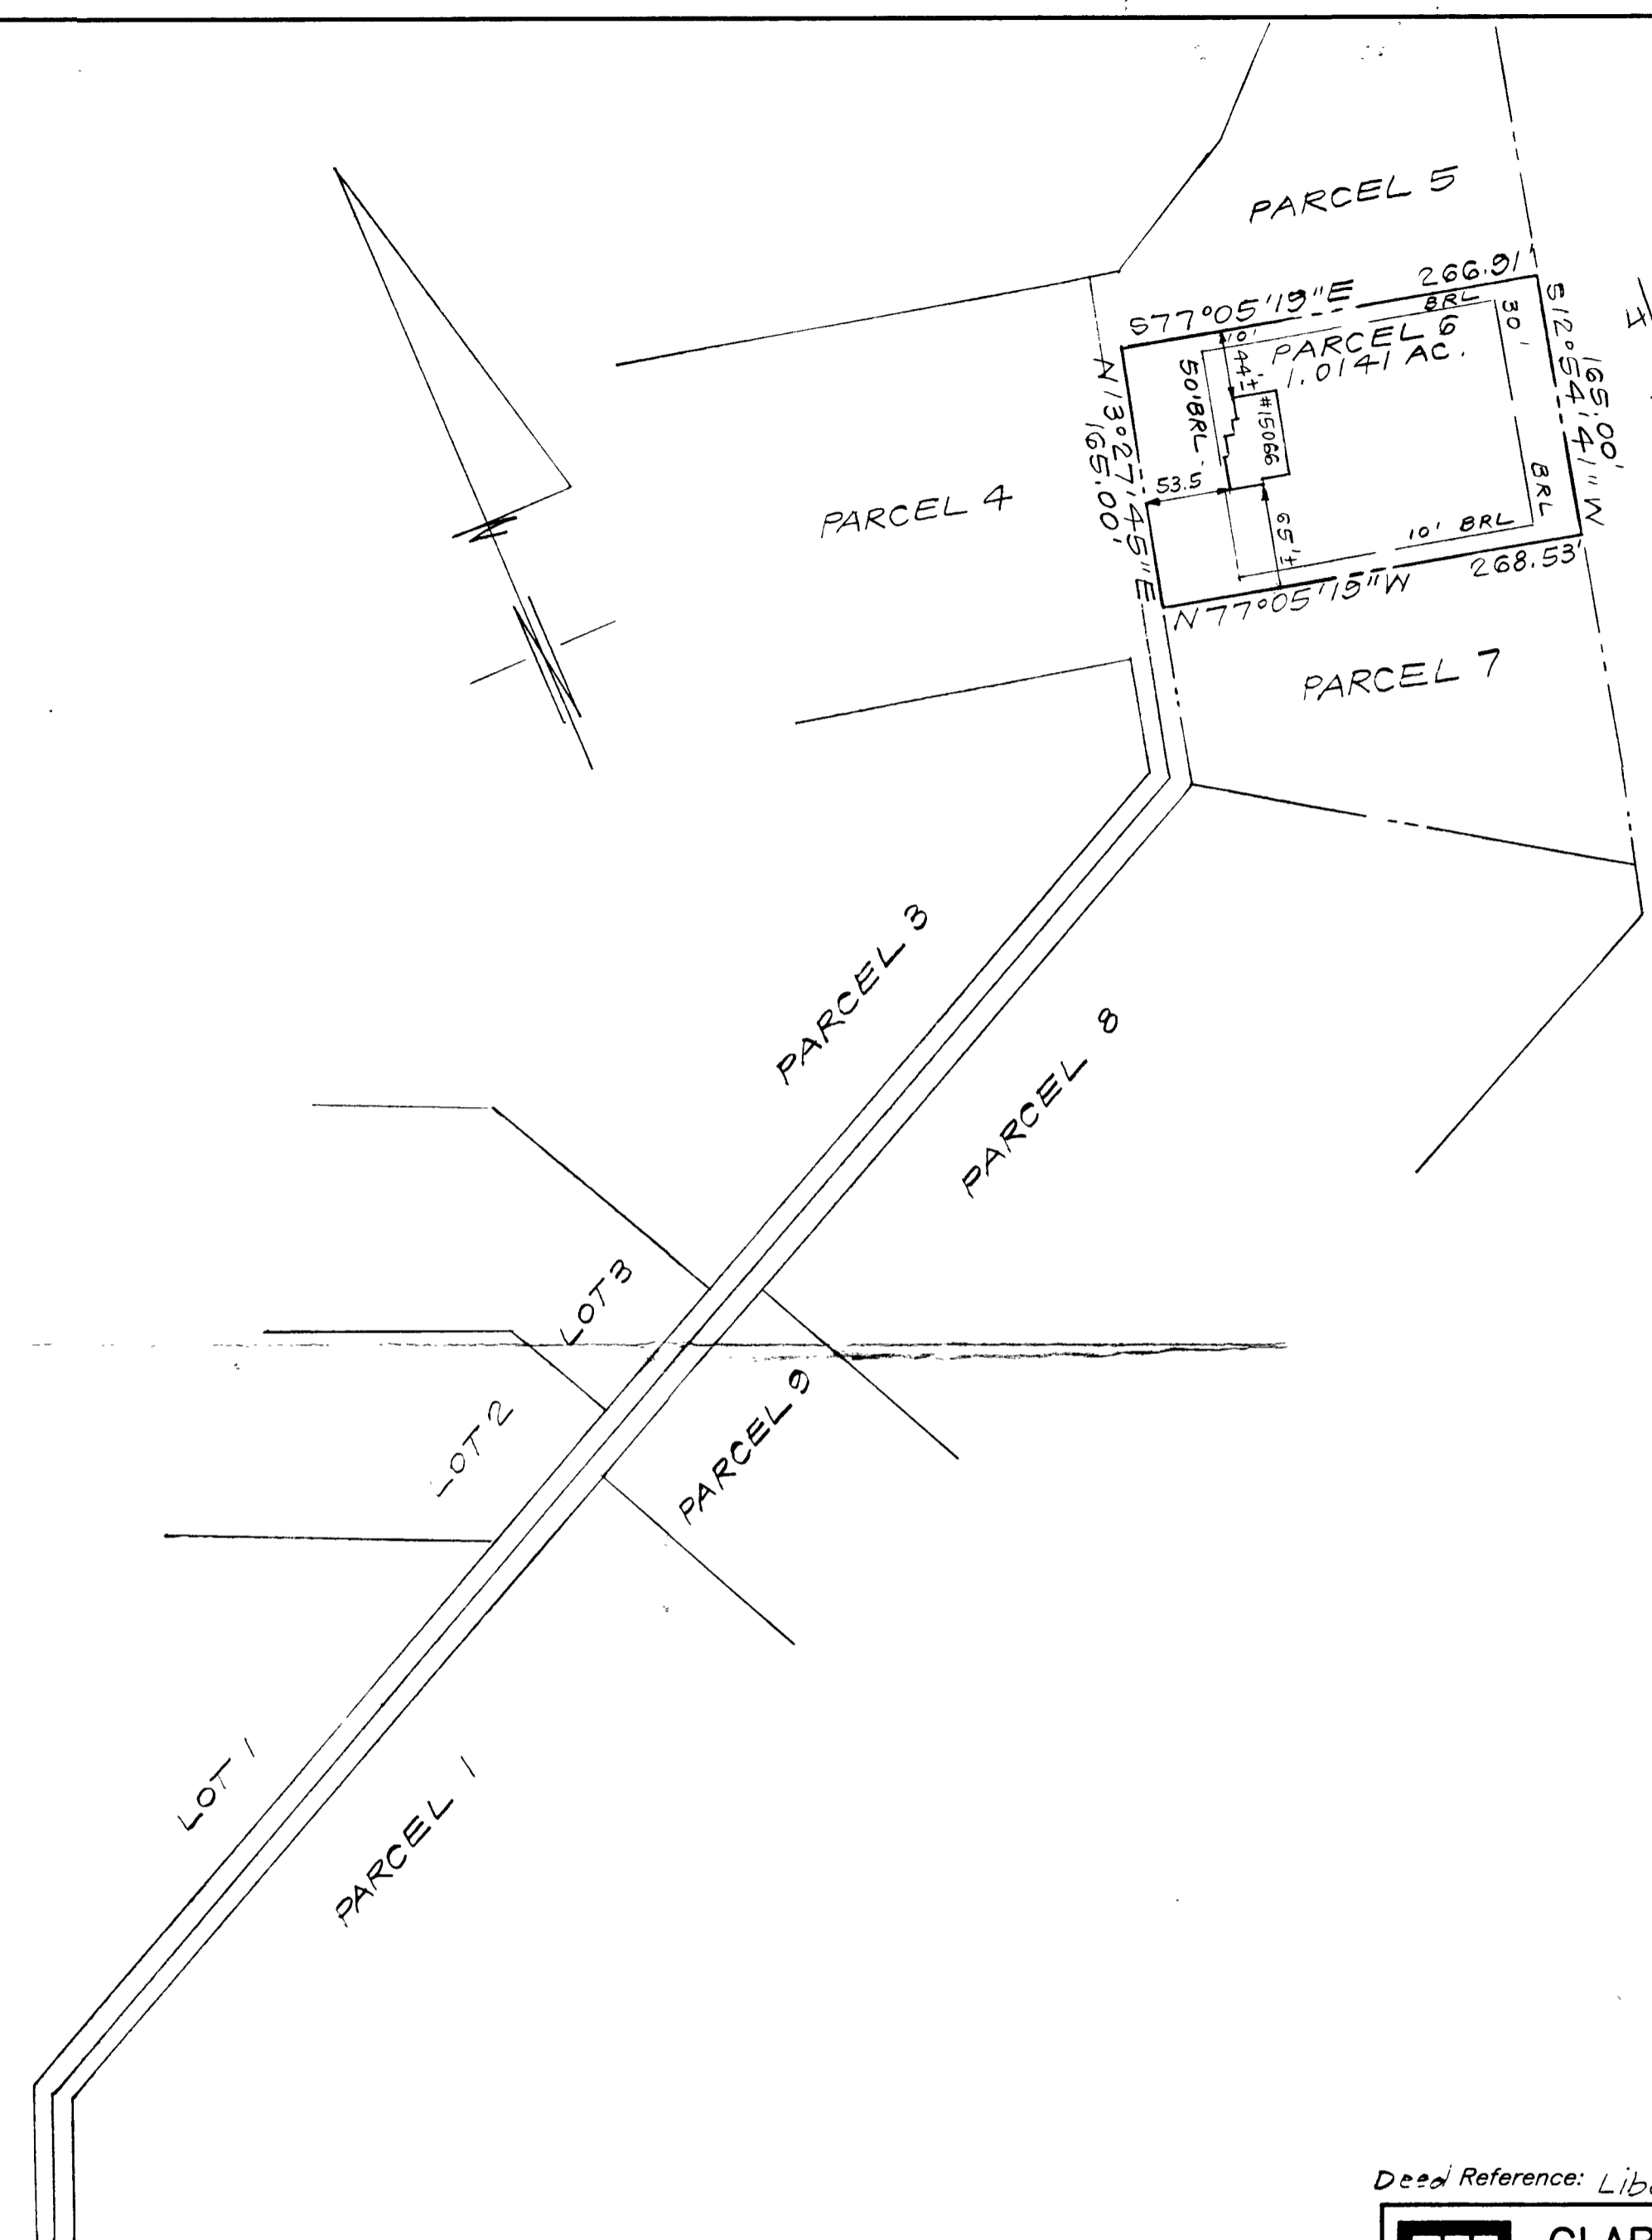 PARCEL 5
266.91'
S77°05'19"E
BRL
30'
S12°54'41"W
165.00'
10'
PARCEL 6
1.0141 AC.
44'±
50'BRL
#15066
N13°27'45"E
165.00'
53.5
65'±
BRL
10' BRL
268.53'
N77°05'19"W
PARCEL 4
PARCEL 7
PARCEL 3
PARCEL 8
LOT 3
PARCEL 9
LOT 2
LOT 1
PARCEL 1
Deed Reference: